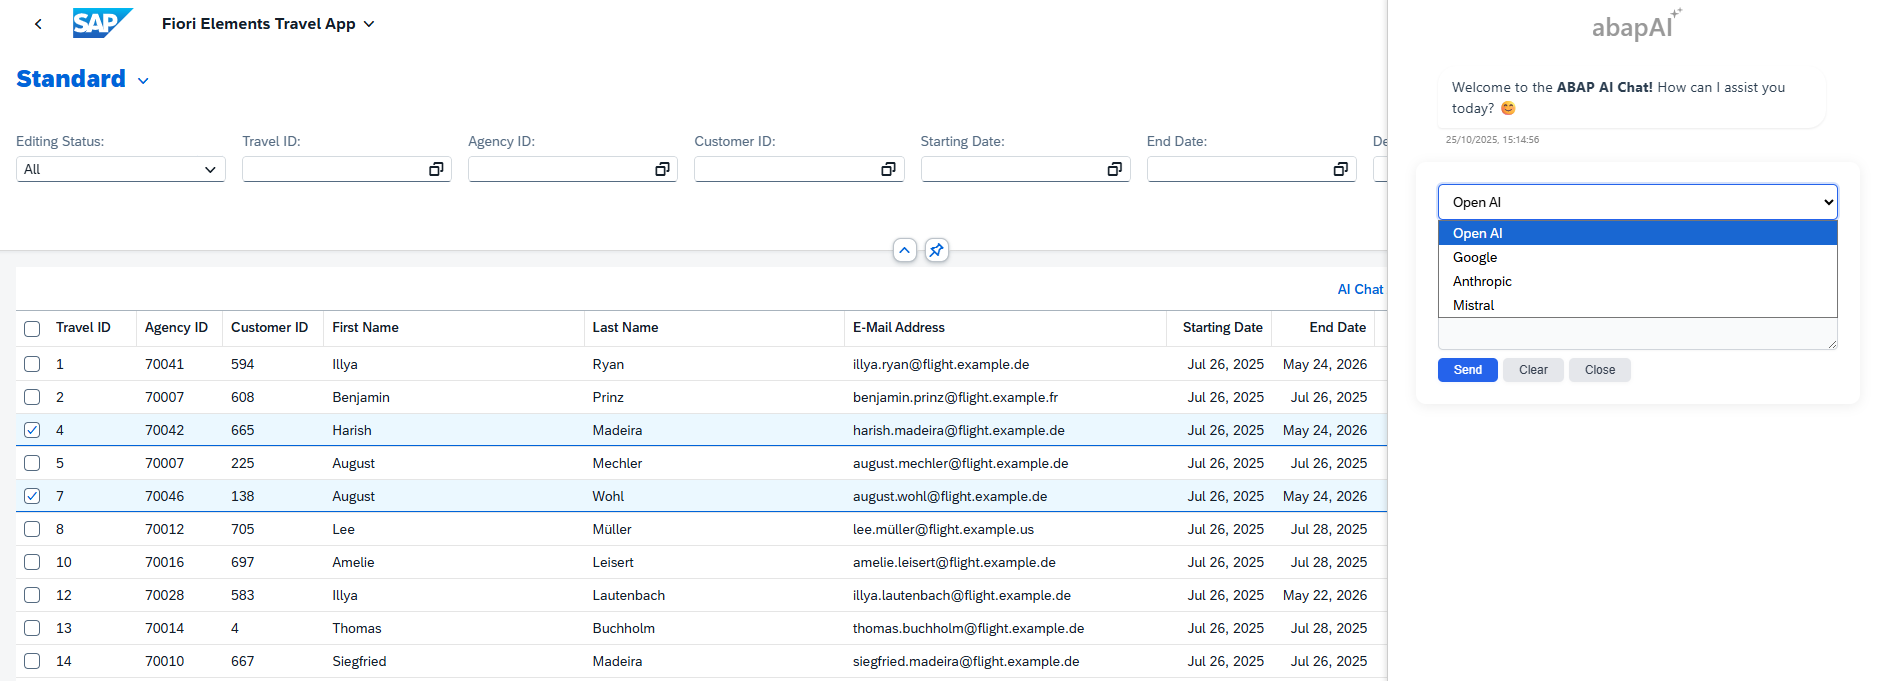 SAP
Fiori Elements Travel App
Standard
Editing Status: Travel ID: Agency ID: Customer ID: Starting Date: End Date: De
All
AI Chat
Travel ID Agency ID Customer ID First Name Last Name E-Mail Address Starting Date End Date
1 70041 594 Illya Ryan illya.ryan@flight.example.de Jul 26, 2025 May 24, 2026
2 70007 608 Benjamin Prinz benjamin.prinz@flight.example.fr Jul 26, 2025 Jul 26, 2025
4 70042 665 Harish Madeira harish.madeira@flight.example.de Jul 26, 2025 May 24, 2026
5 70007 225 August Mechler august.mechler@flight.example.de Jul 26, 2025 Jul 26, 2025
7 70046 138 August Wohl august.wohl@flight.example.de Jul 26, 2025 May 24, 2026
8 70012 705 Lee Müller lee.müller@flight.example.us Jul 26, 2025 Jul 28, 2025
10 70016 697 Amelie Leisert amelie.leisert@flight.example.de Jul 26, 2025 Jul 28, 2025
12 70028 583 Illya Lautenbach illya.lautenbach@flight.example.de Jul 26, 2025 May 22, 2026
13 70014 4 Thomas Buchholm thomas.buchholm@flight.example.de Jul 26, 2025 Jul 28, 2025
14 70010 667 Siegfried Madeira siegfried.madeira@flight.example.de Jul 26, 2025 Jul 26, 2025
abapAI
Welcome to the ABAP AI Chat! How can I assist you
today? 😊
25/10/2025, 15:14:56
Open AI
Open AI
Google
Anthropic
Mistral
Send Clear Close